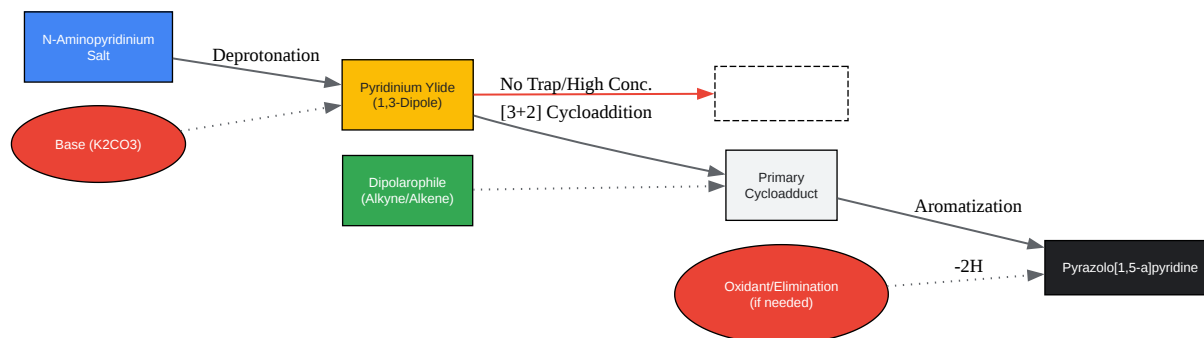 N-Aminopyridinium
Salt
Deprotonation
Base (K2CO3)
Pyridinium Ylide
(1,3-Dipole)
No Trap/High Conc.
[3+2] Cycloaddition
Dipolarophile
(Alkyne/Alkene)
Primary
Cycloadduct
Aromatization
Oxidant/Elimination
(if needed)
-2H
Pyrazolo[1,5-a]pyridine